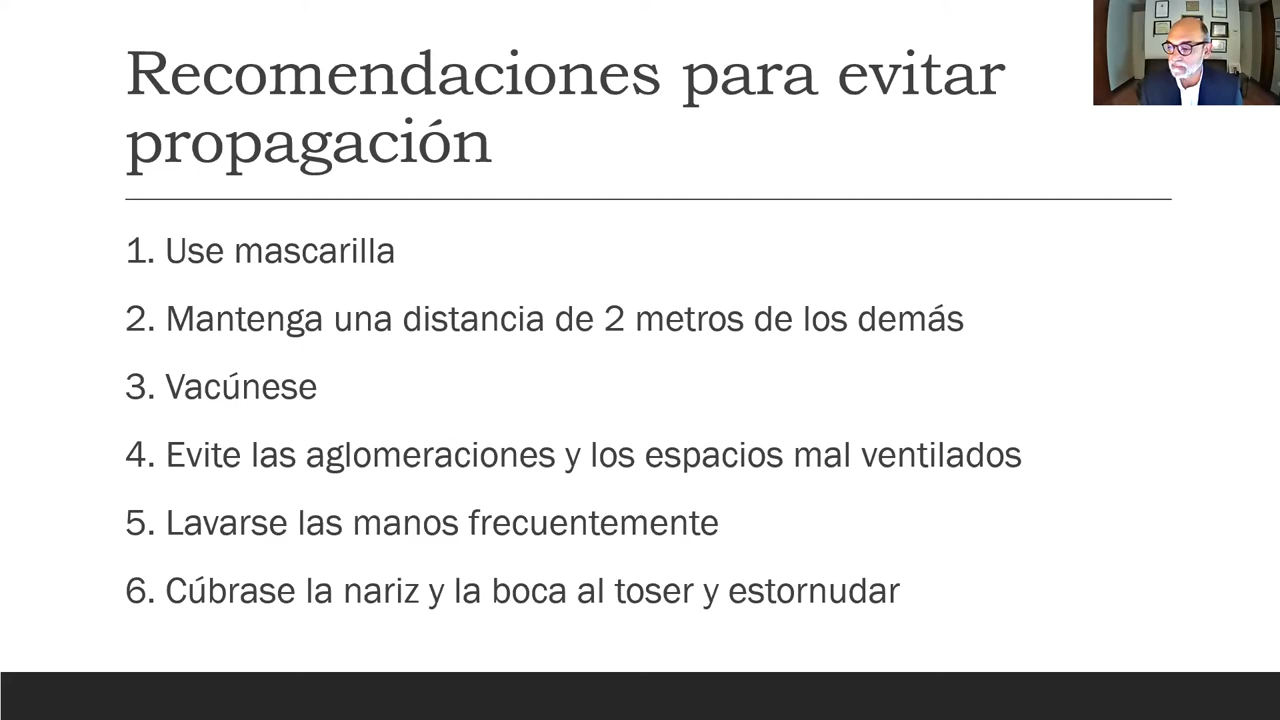 Recomendaciones para evitar
propagación
1. Use mascarilla
2. Mantenga una distancia de 2 metros de los demás
3. Vacúnese
4. Evite las aglomeraciones y los espacios mal ventilados
5. Lavarse las manos frecuentemente
6. Cúbrase la nariz y la boca al toser y estornudar